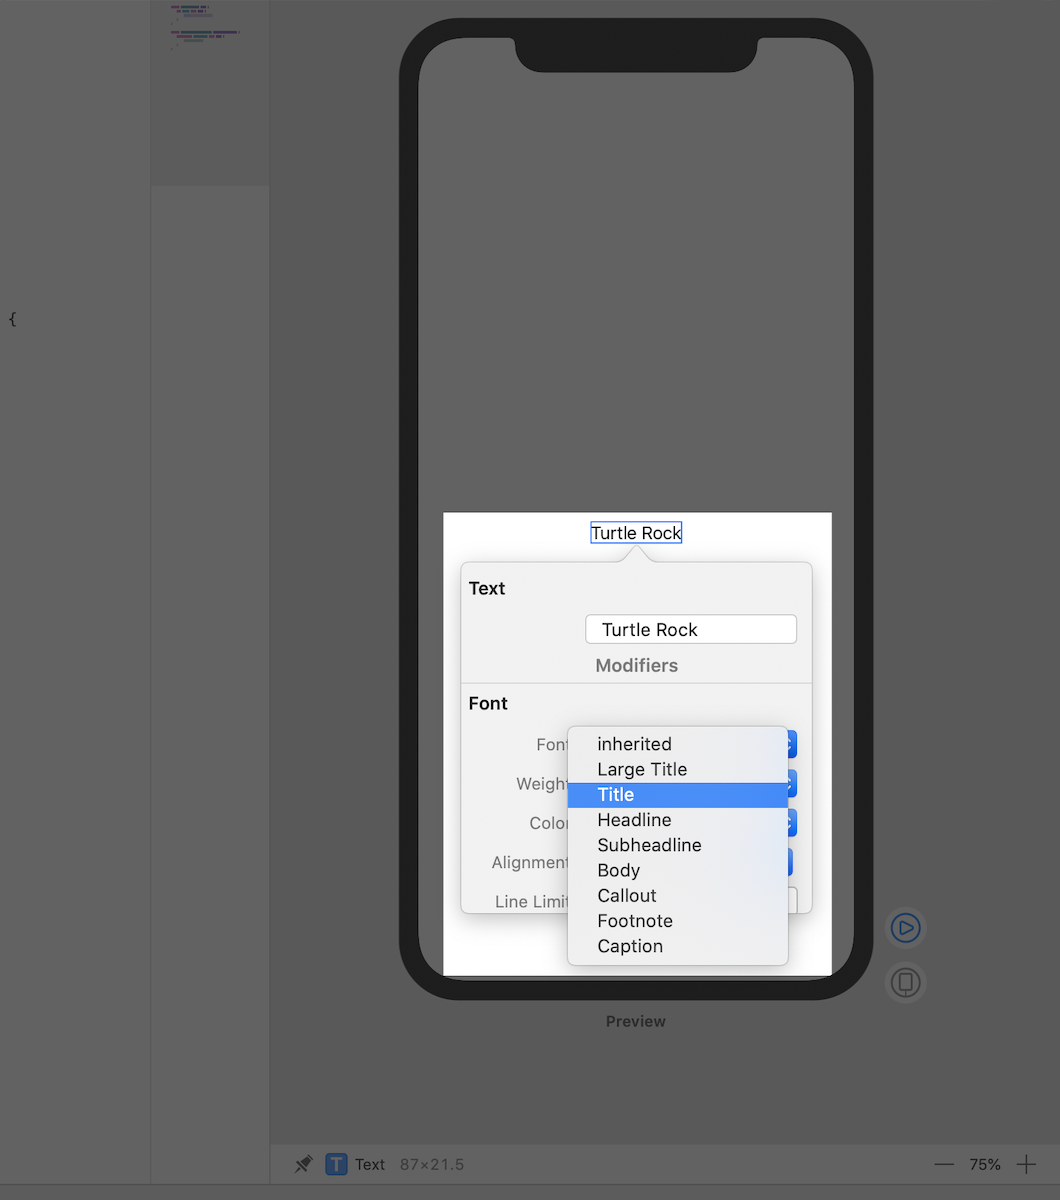 {
Turtle Rock
Text
Turtle Rock
Modifiers
Font
Font
inherited
Large Title
Weight
Title
Color
Headline
Subheadline
Alignment
Body
Line Limit
Callout
Footnote
Caption
Preview
Text 87×21.5
75%